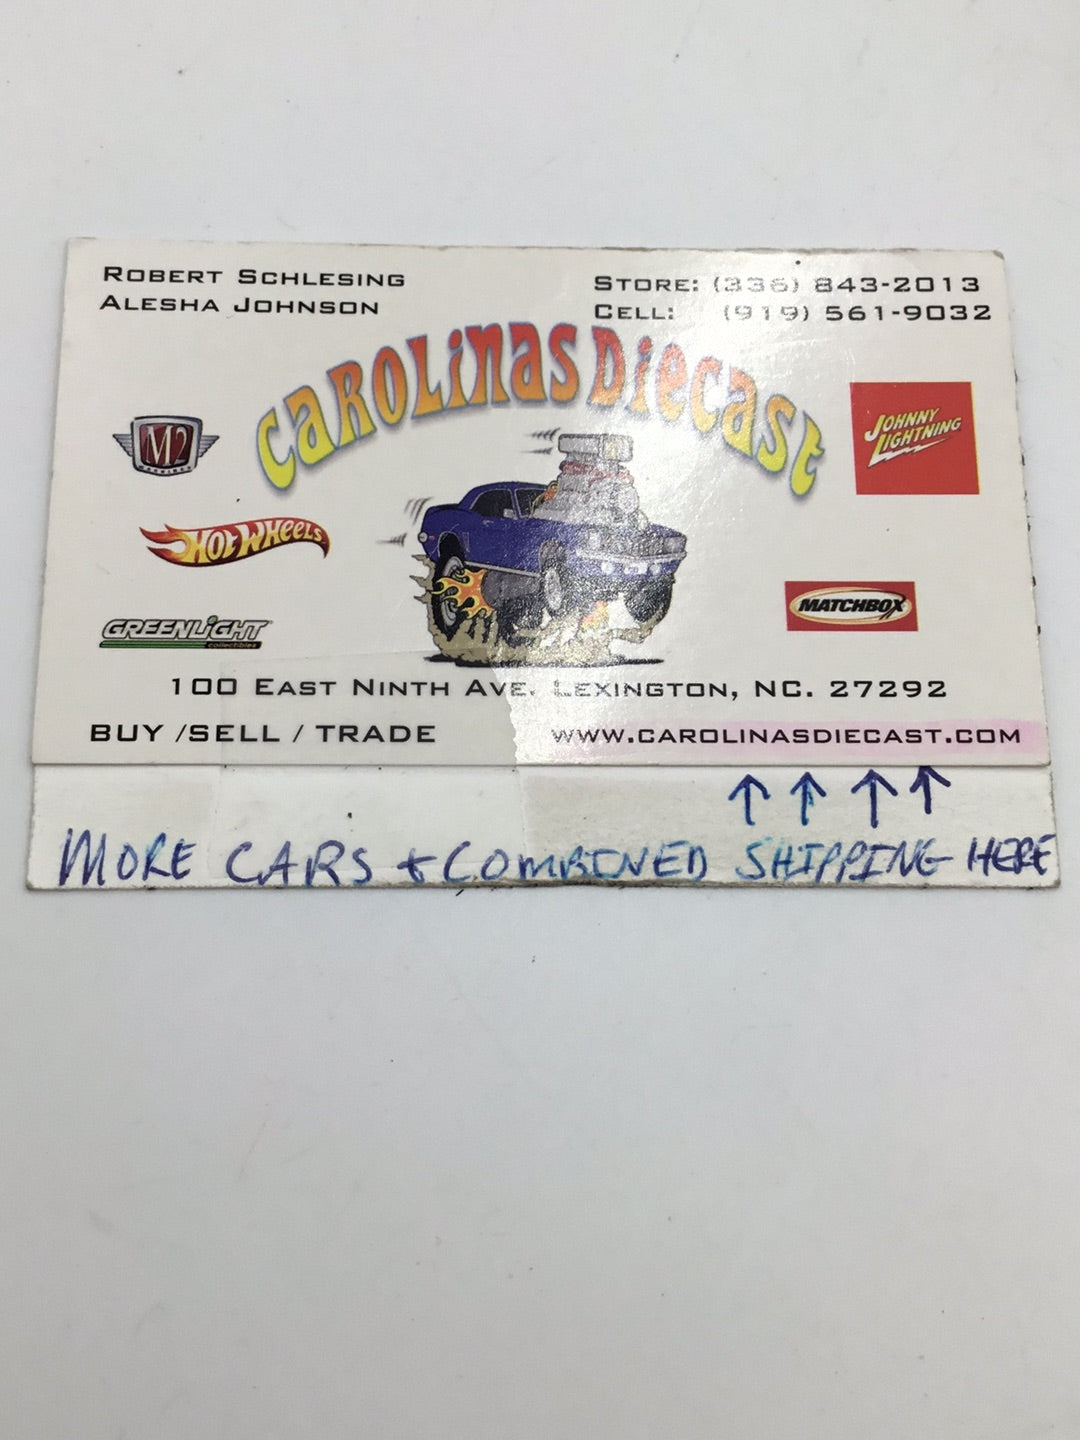 ROBERT SCHLESING
ALESHA JOHNSON
STORE: (336) 843-2013
CELL: (919) 561-9032
CAROLINAS DIECAST
M2
MACHINES
JOHNNY
LIGHTNING
HOT WHEELS
MATCHBOX
GREENLIGHT
collectibles
100 EAST NINTH AVE. LEXINGTON, NC. 27292
BUY /SELL / TRADE
WWW.CAROLINASDIECAST.COM
↑ ↑ ↑ ↑
MORE CARS & COMBINED SHIPPING HERE